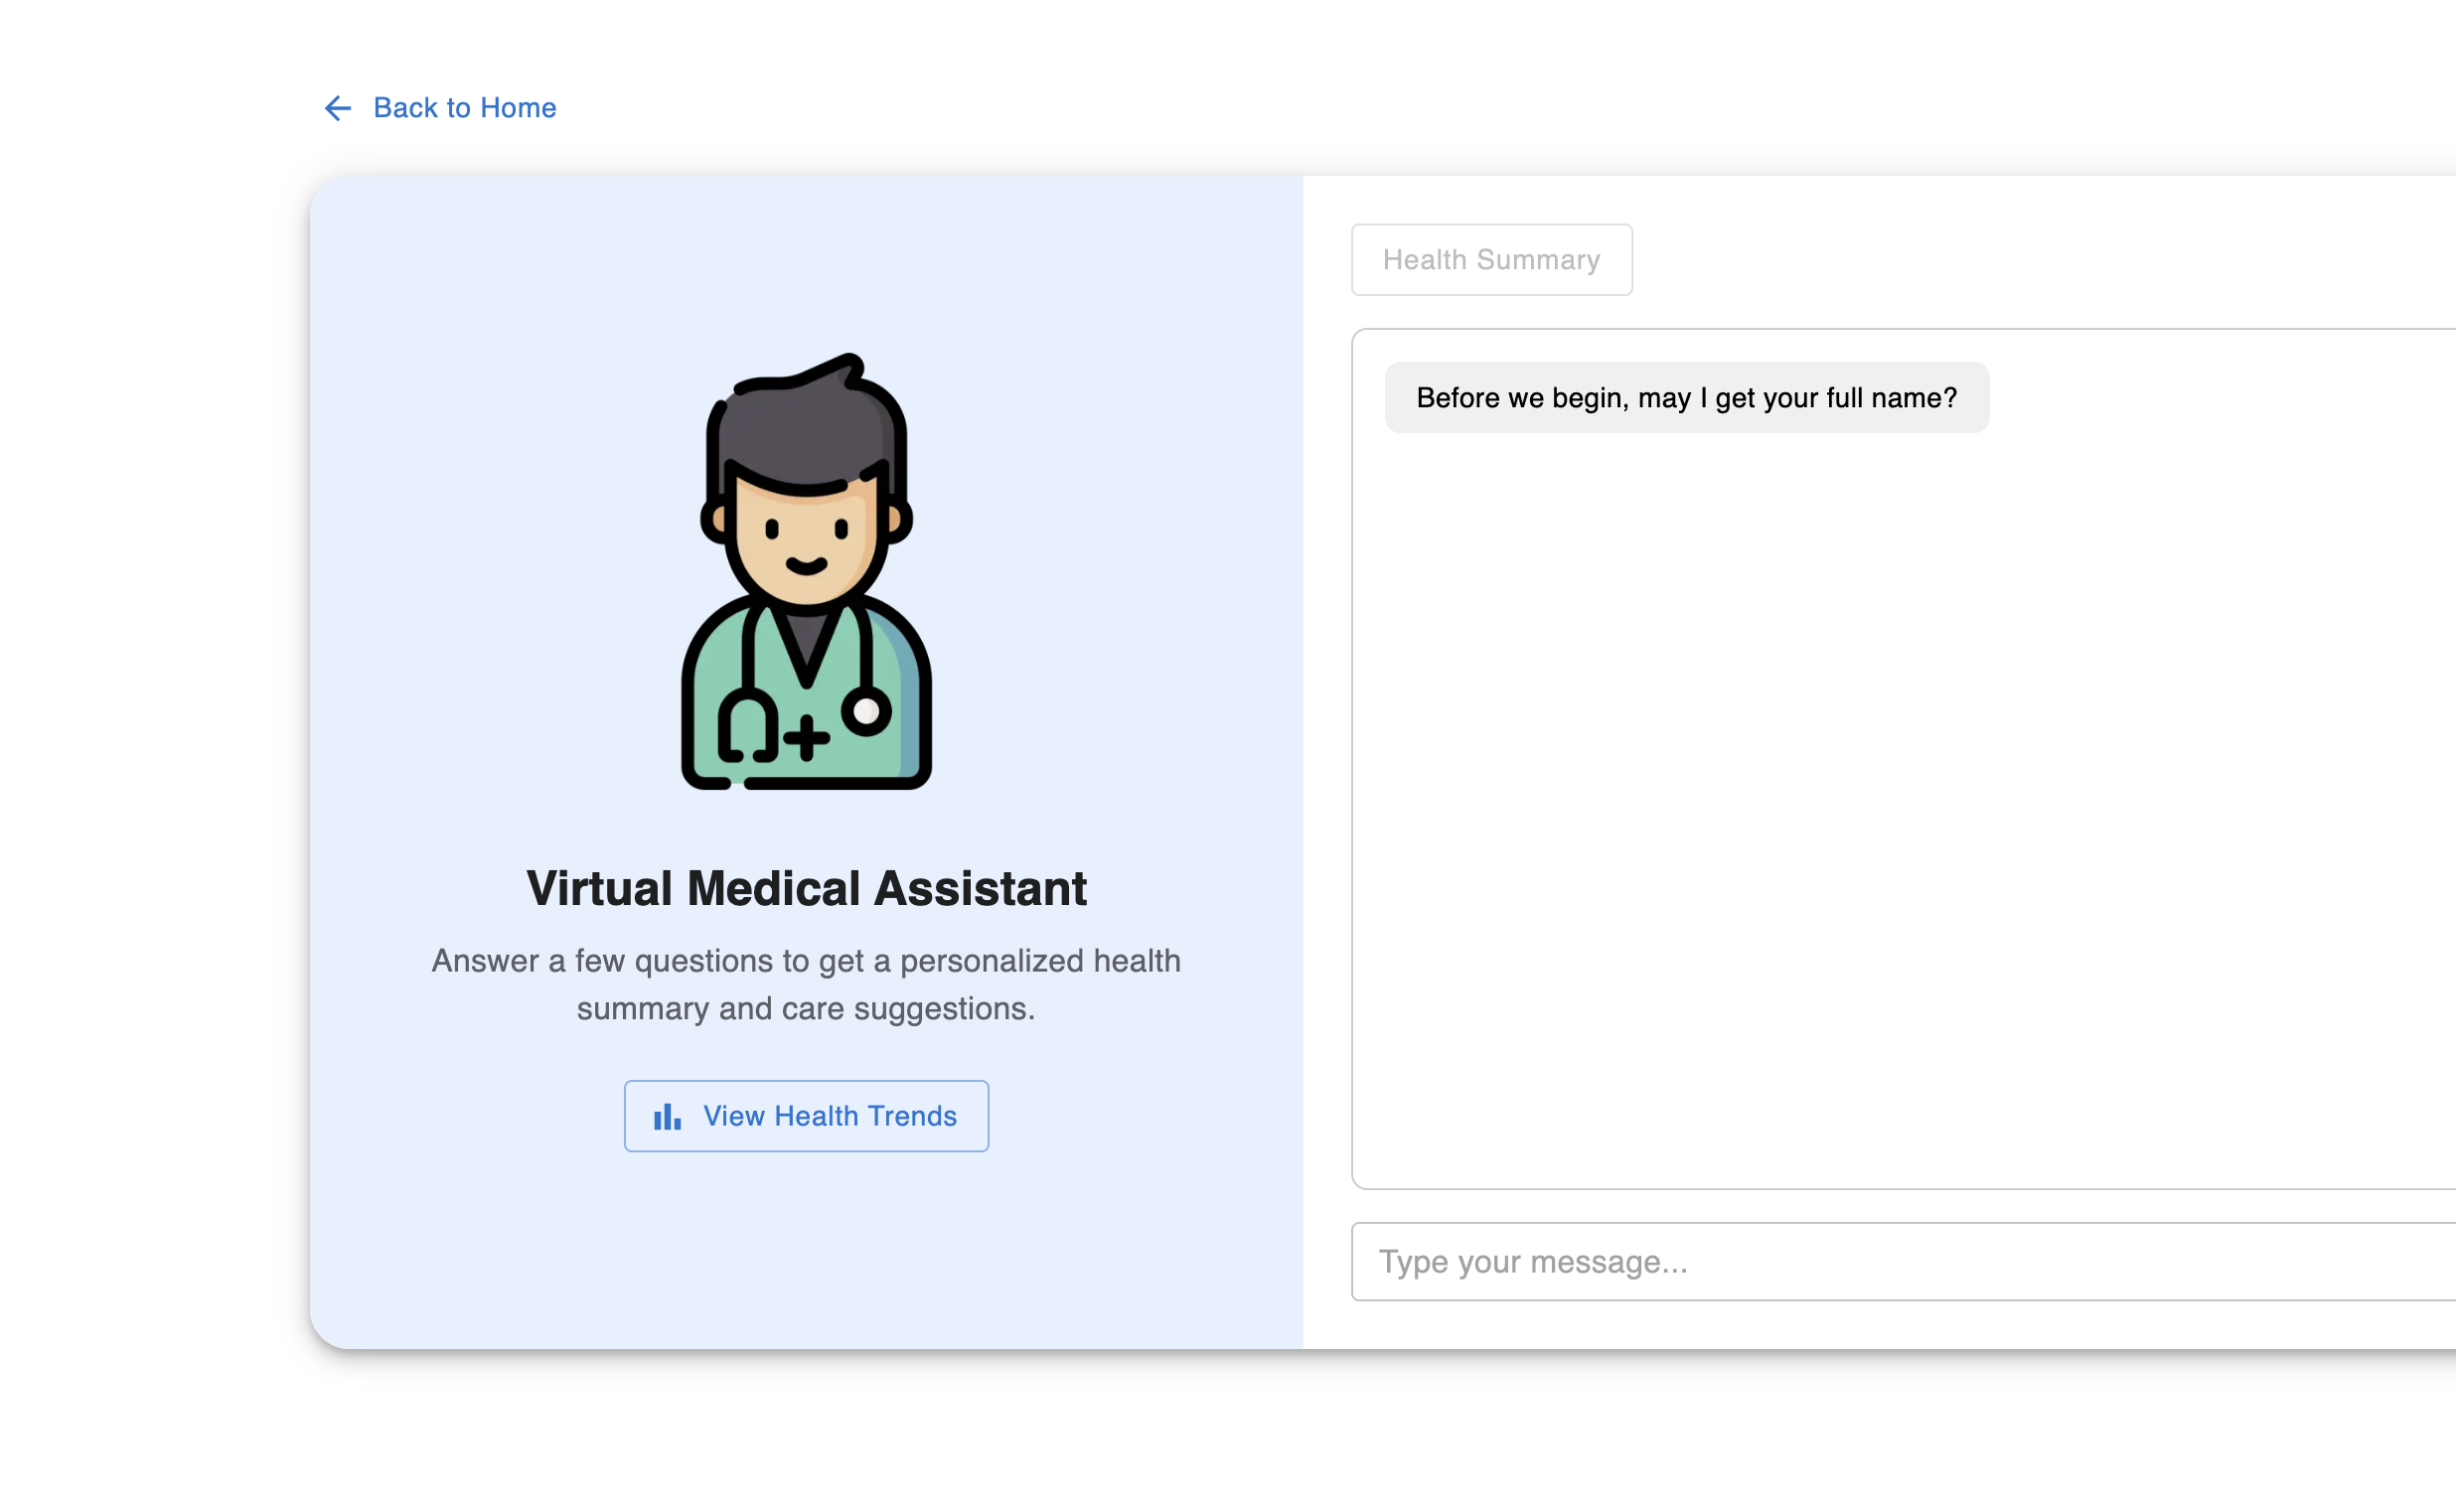 Back to Home
Virtual Medical Assistant
Answer a few questions to get a personalized health
summary and care suggestions.
View Health Trends
Health Summary
Before we begin, may I get your full name?
Type your message...